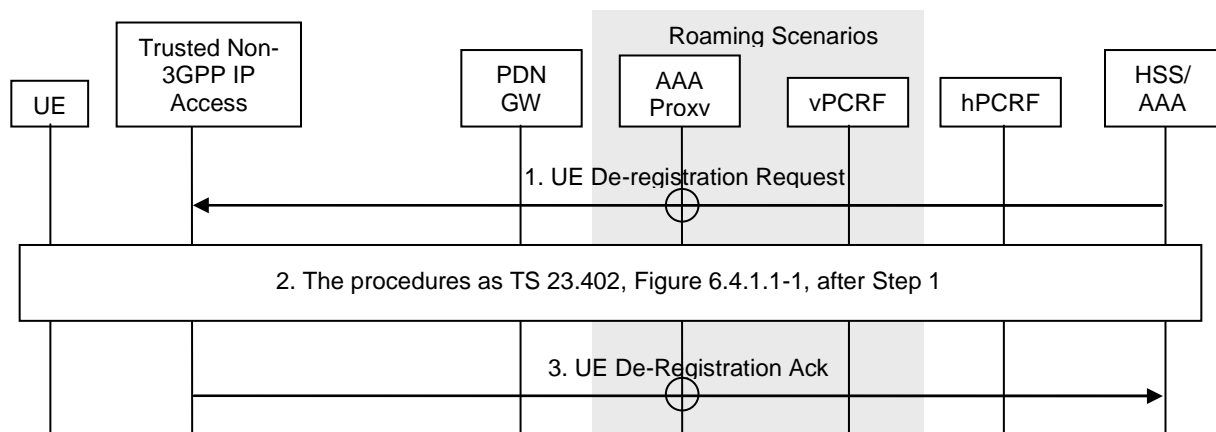 Roaming Scenarios
UE
Trusted Non-
3GPP IP
Access
PDN
GW
AAA
Proxy
vPCRF
hPCRF
HSS/
AAA
1. UE De-registration Request
2. The procedures as TS 23.402, Figure 6.4.1.1-1, after Step 1
3. UE De-Registration Ack